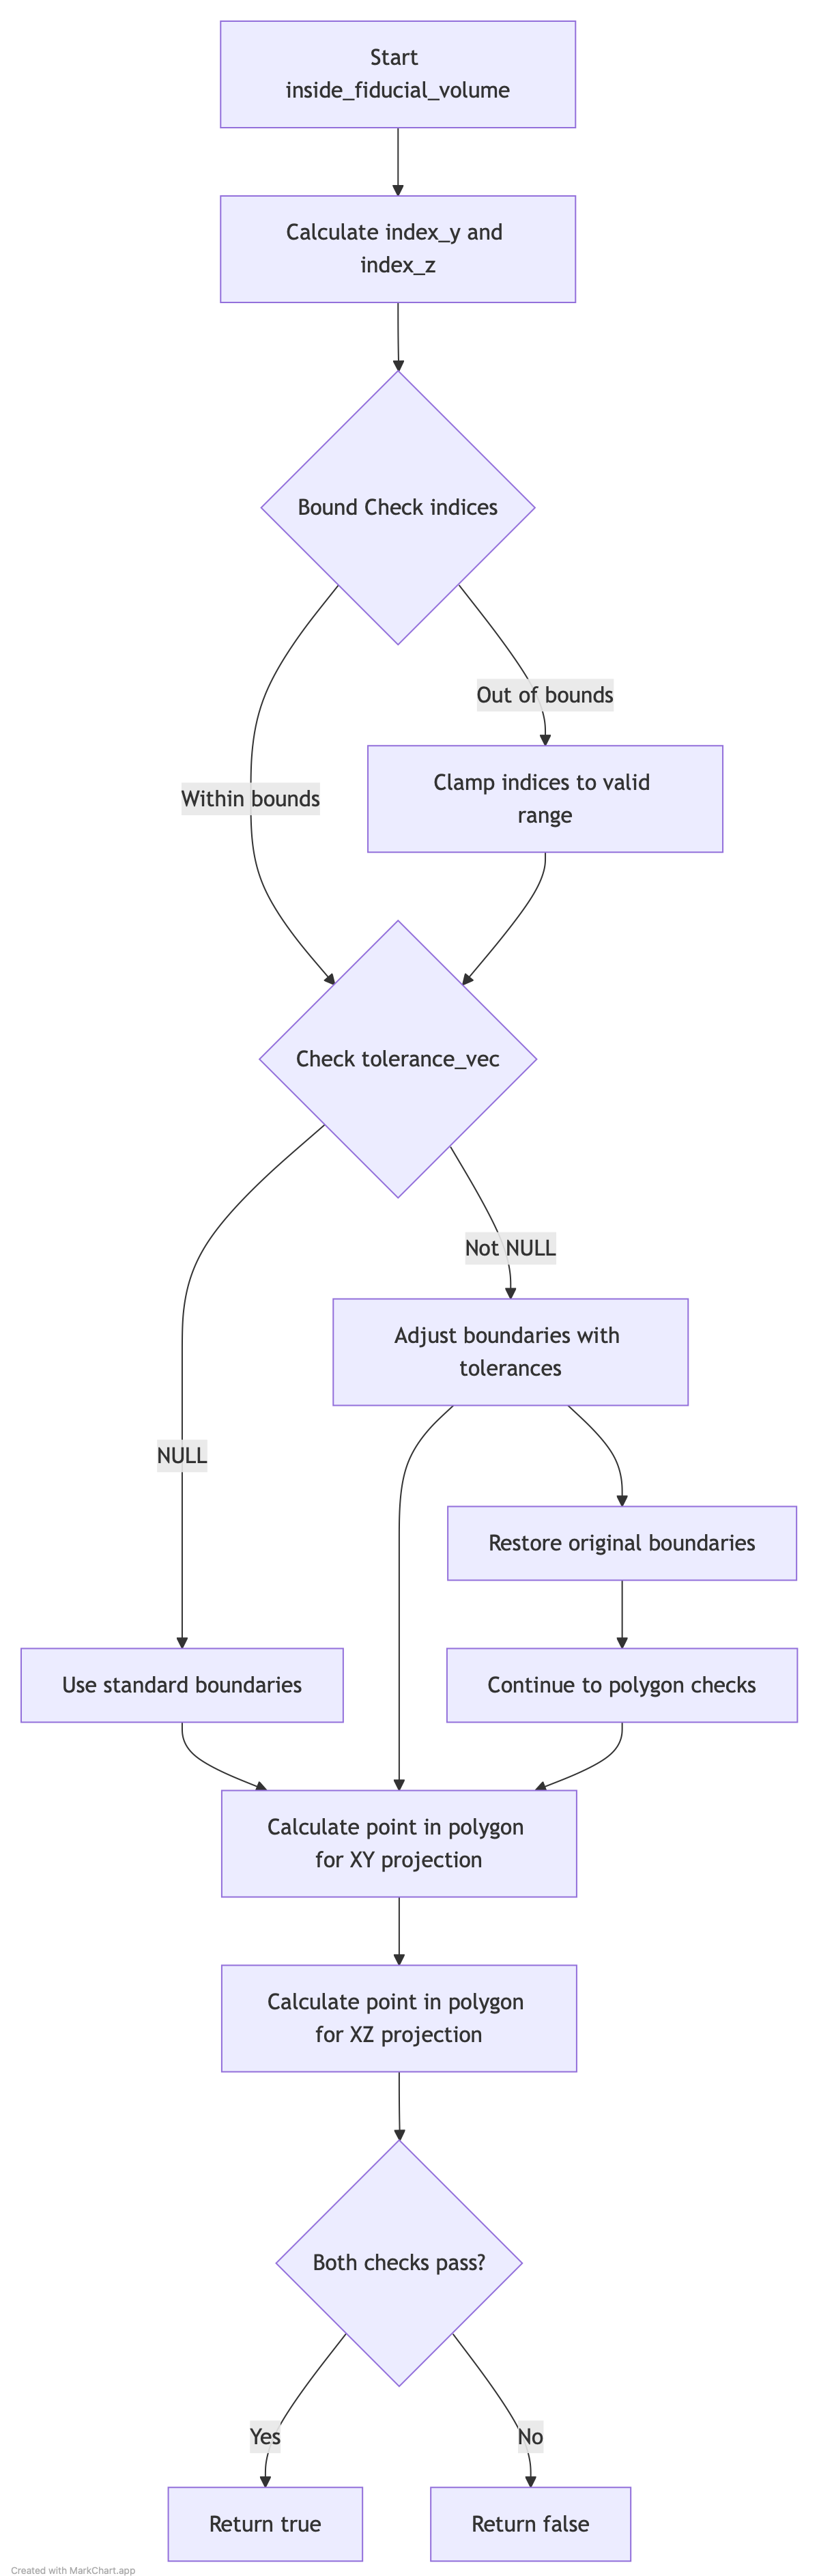 Start
inside_fiducial_volume
Calculate index_y and
index_z
Bound Check indices
Out of bounds
Within bounds
Clamp indices to valid
range
Check tolerance_vec
Not NULL
Adjust boundaries with
tolerances
NULL
Restore original boundaries
Use standard boundaries
Continue to polygon checks
Calculate point in polygon
for XY projection
Calculate point in polygon
for XZ projection
Both checks pass?
Yes
No
Return true
Return false
Created with MarkChart.app